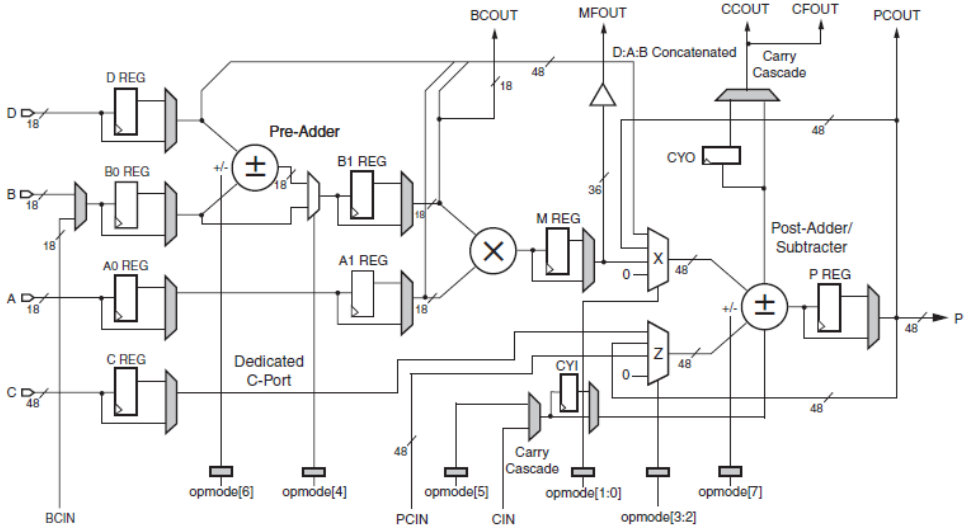 BCOUT
MFOUT
CCOUT
CFOUT
PCOUT
D:A:B Concatenated
Carry
Cascade
48
18
D REG
D
18
Pre-Adder
48
CYO
+/-
B0 REG
B1 REG
18
36
B
18
18
18
M REG
Post-Adder/
Subtracter
X
48
P REG
A0 REG
A1 REG
0
A
18
18
+/-
P
48
C REG
Dedicated
C-Port
Z
48
CYI
0
C
48
48
48
Carry
Cascade
opmode[6]
opmode[4]
opmode[5]
opmode[1:0]
opmode[7]
BCIN
PCIN
CIN
opmode[3:2]